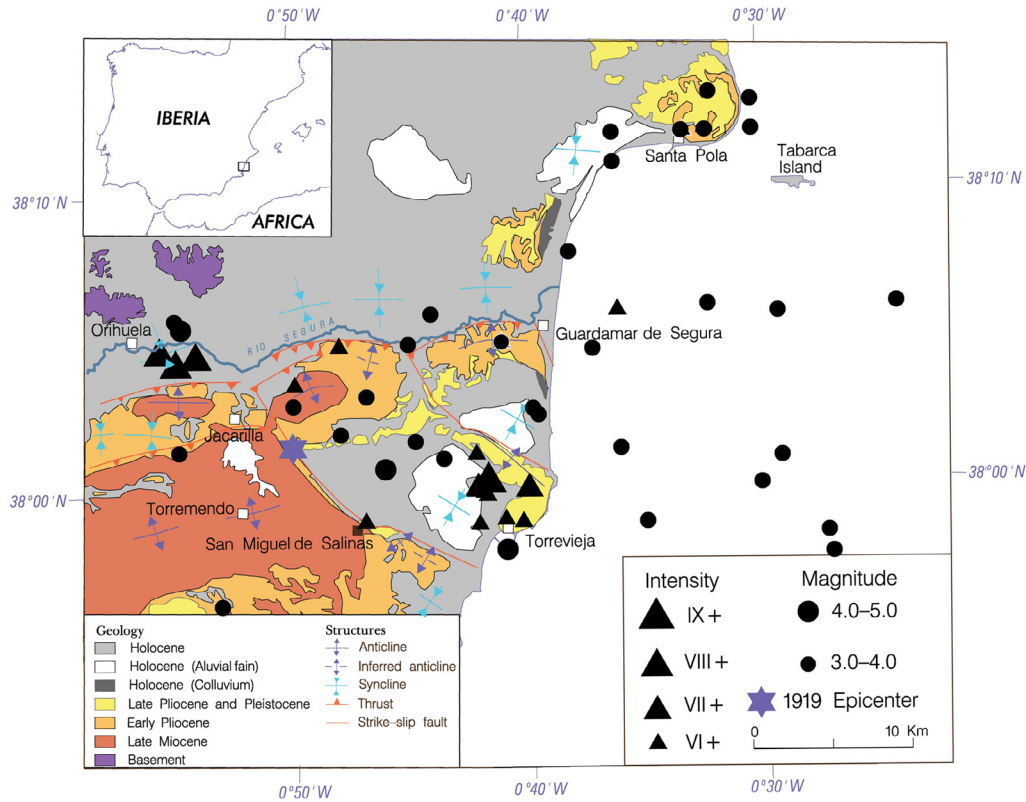 0°50' W
0°40' W
0°30' W
IBERIA
AFRICA
Santa Pola
Tabarca
Island
38°10' N
38°10' N
Orihuela
RIO SEGURA
Guardamar de Segura
Jacarilla
38°00' N
38°00' N
Torremendo
San Miguel de Salinas
Torrevieja
Geology
Holocene
Holocene (Aluvial fain)
Holocene (Colluvium)
Late Pliocene and Pleistocene
Early Pliocene
Late Miocene
Basement
Structures
Anticline
Inferred anticline
Syncline
Thrust
Strike–slip fault
Intensity
IX +
VIII +
VII +
VI +
Magnitude
4.0–5.0
3.0–4.0
1919 Epicenter
0 10 Km
0°50' W
0°40' W
0°30' W